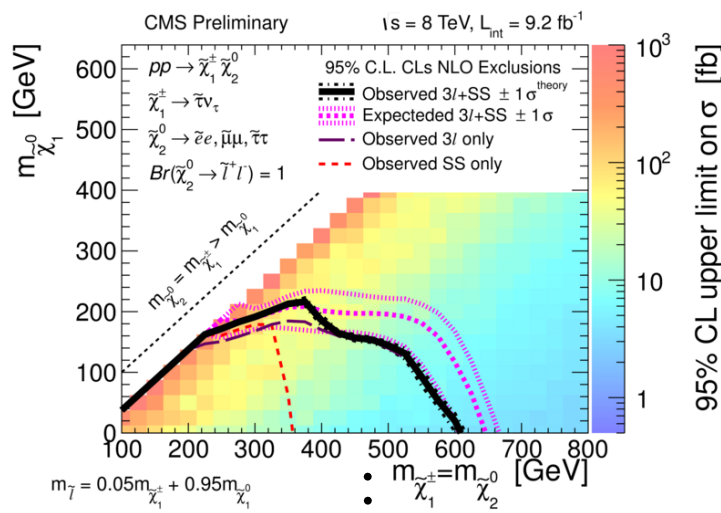 CMS Preliminary
√s = 8 TeV, L_int = 9.2 fb⁻¹
pp → χ̃₁± χ̃₂⁰
χ̃₁± → τ̃ν_τ
χ̃₂⁰ → ẽe, μ̃μ, τ̃τ
Br(χ̃₂⁰ → l̃⁺l⁻) = 1
95% C.L. CLs NLO Exclusions
Observed 3l+SS ± 1σ^theory
Expecteded 3l+SS ± 1σ
Observed 3l only
Observed SS only
m_χ̃₂⁰ = m_χ̃₁± > m_χ̃₁⁰
m_χ̃₁⁰ [GeV]
600
500
400
300
200
100
0
100 200 300 400 500 600 700 800
m_χ̃₁± = m_χ̃₂⁰ [GeV]
m_l̃ = 0.05m_χ̃₁± + 0.95m_χ̃₁⁰
10³
10²
10
1
95% CL upper limit on σ [fb]